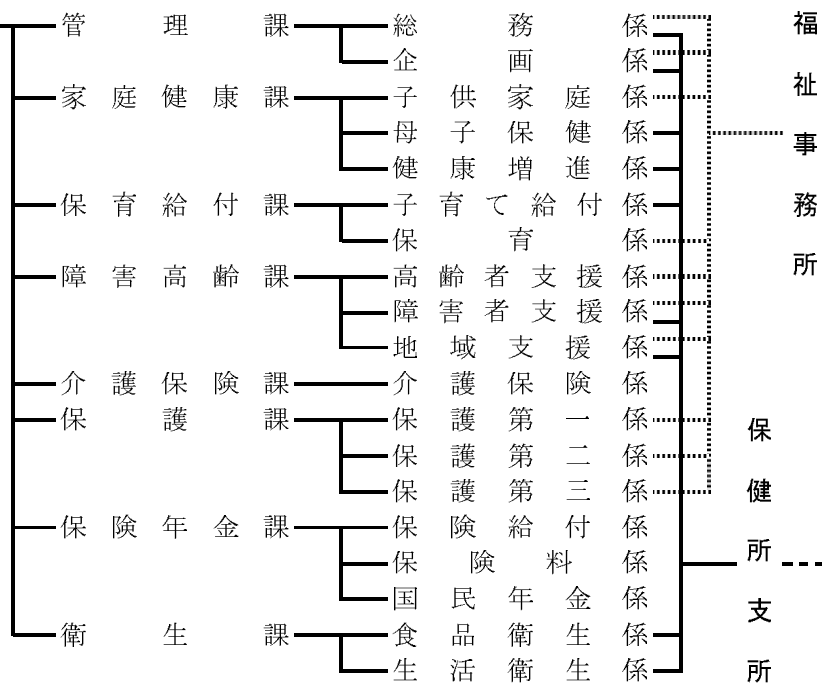 管理課
総務係
企画係
家庭健康課
子供家庭係
母子保健係
健康増進係
保育給付課
子育て給付係
保育係
障害高齢課
高齢者支援係
障害者支援係
地域支援係
介護保険課
介護保険係
保護課
保護第一係
保護第二係
保護第三係
保険年金課
保険給付係
保険料係
国民年金係
衛生課
食品衛生係
生活衛生係
福祉事務所
保健所支所